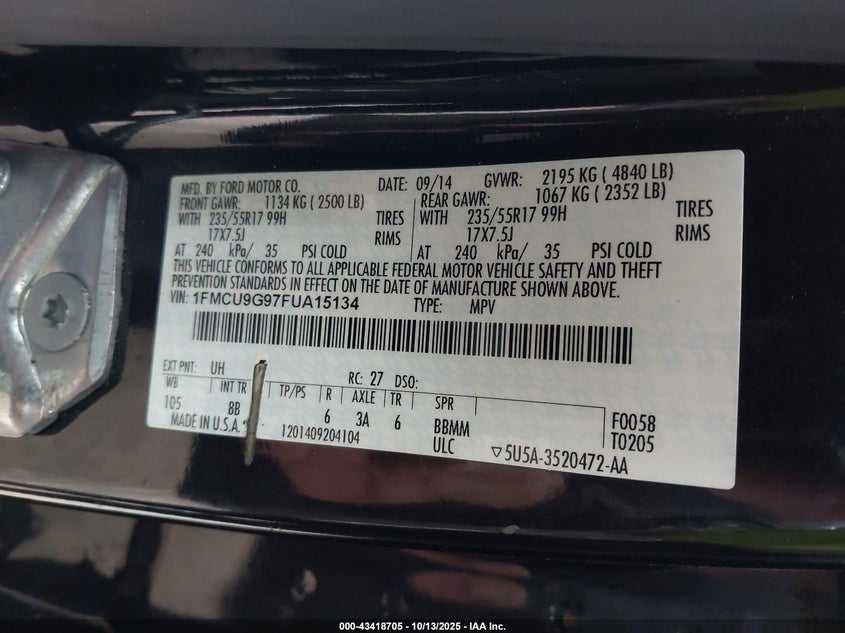 MFD. BY FORD MOTOR CO. DATE: 09/14 GVWR: 2195 KG ( 4840 LB)
FRONT GAWR: 1134 KG ( 2500 LB) REAR GAWR: 1067 KG ( 2352 LB)
WITH 235/55R17 99H TIRES WITH 235/55R17 99H TIRES
17X7.5J RIMS 17X7.5J RIMS
AT 240 kPa/ 35 PSI COLD AT 240 kPa/ 35 PSI COLD
THIS VEHICLE CONFORMS TO ALL APPLICABLE FEDERAL MOTOR VEHICLE SAFETY AND THEFT
PREVENTION STANDARDS IN EFFECT ON THE DATE OF MANUFACTURE SHOWN ABOVE.
VIN: 1FMCU9G97FUA15134 TYPE: MPV
EXT PNT: UH RC: 27 DSO:
WB INT TR TP/PS R AXLE TR SPR
105 8B 6 3A 6 BBMM F0058
MADE IN U.S.A. 1201409204104 ULC T0205
▽5U5A-3520472-AA
000-43418705 - 10/13/2025 - IAA Inc.